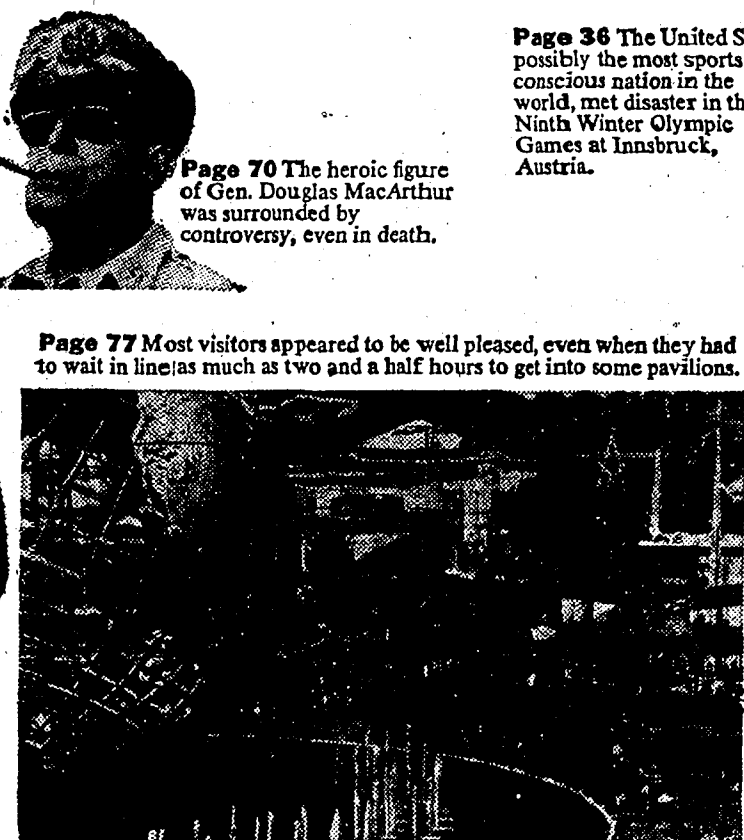 Page 70 The heroic figure
of Gen. Douglas MacArthur
was surrounded by
controversy, even in death.
Page 36 The United S
possibly the most sports
conscious nation in the
world, met disaster in th
Ninth Winter Olympic
Games at Innsbruck,
Austria.
Page 77 Most visitors appeared to be well pleased, even when they had
to wait in line as much as two and a half hours to get into some pavilions.